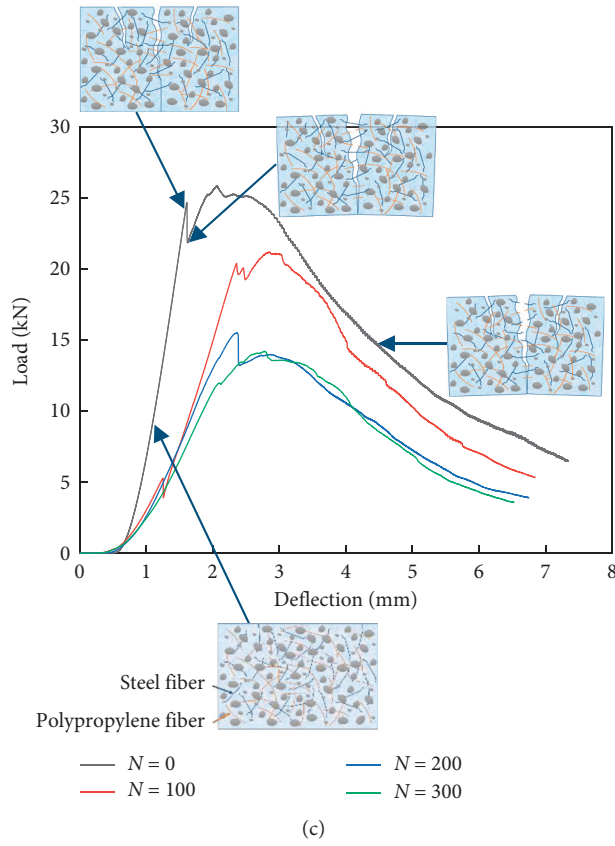 30
25
20
15
10
5
0
Load (kN)
0 1 2 3 4 5 6 7 8
Deflection (mm)
Steel fiber
Polypropylene fiber
N = 0 N = 200
N = 100 N = 300
(c)